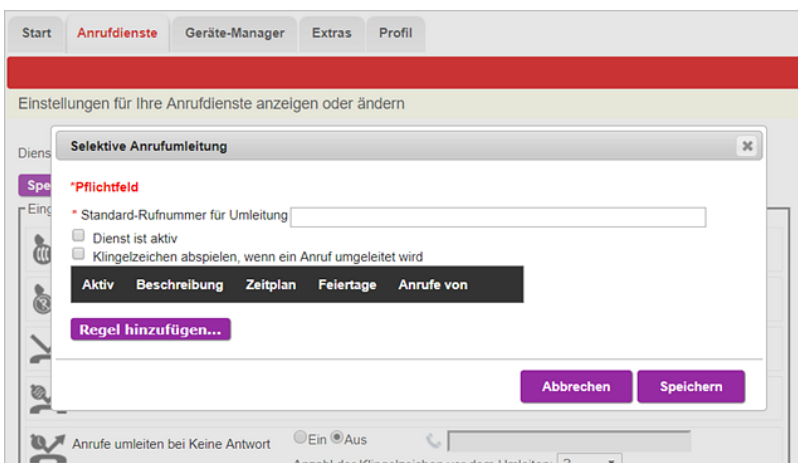 Start Anrufdienste Geräte-Manager Extras Profil
Einstellungen für Ihre Anrufdienste anzeigen oder ändern
Selektive Anrufumleitung
*Pflichtfeld
* Standard-Rufnummer für Umleitung
Dienst ist aktiv
Klingelzeichen abspielen, wenn ein Anruf umgeleitet wird
Aktiv Beschreibung Zeitplan Feiertage Anrufe von
Regel hinzufügen...
Abbrechen Speichern
Anrufe umleiten bei Keine Antwort Ein Aus